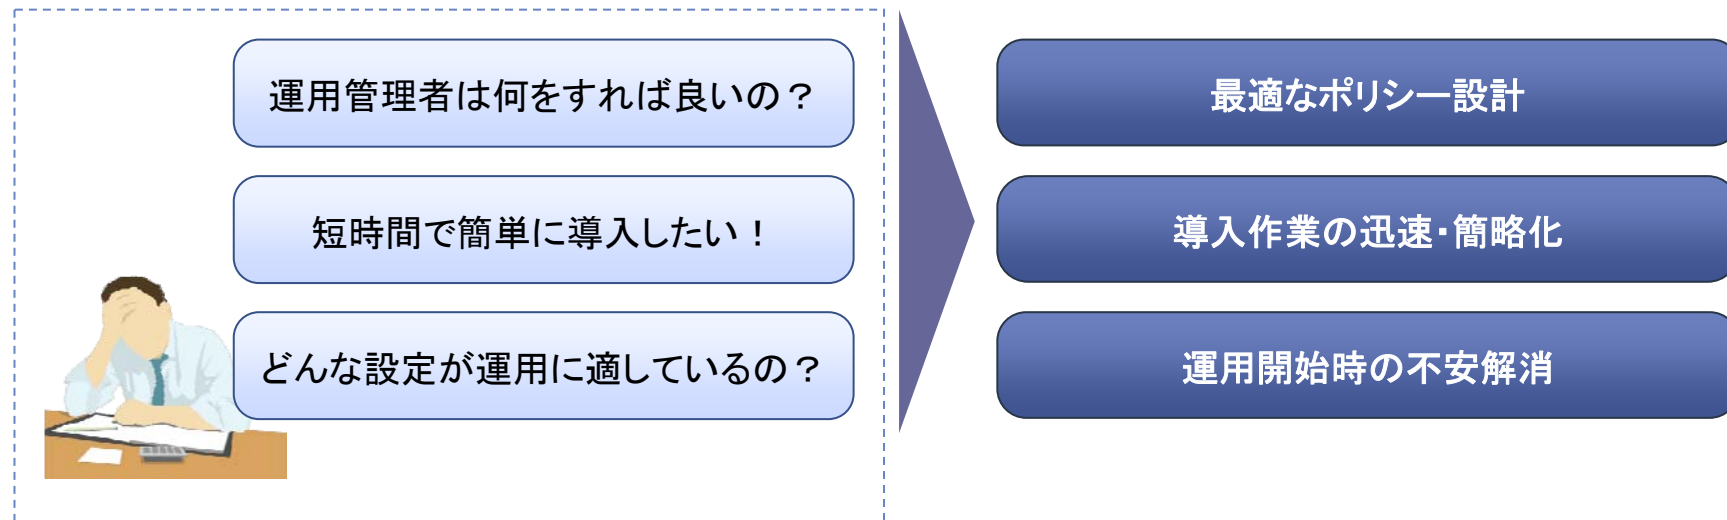 運用管理者は何をすれば良いの？
短時間で簡単に導入したい！
どんな設定が運用に適しているの？
最適なポリシー設計
導入作業の迅速・簡略化
運用開始時の不安解消